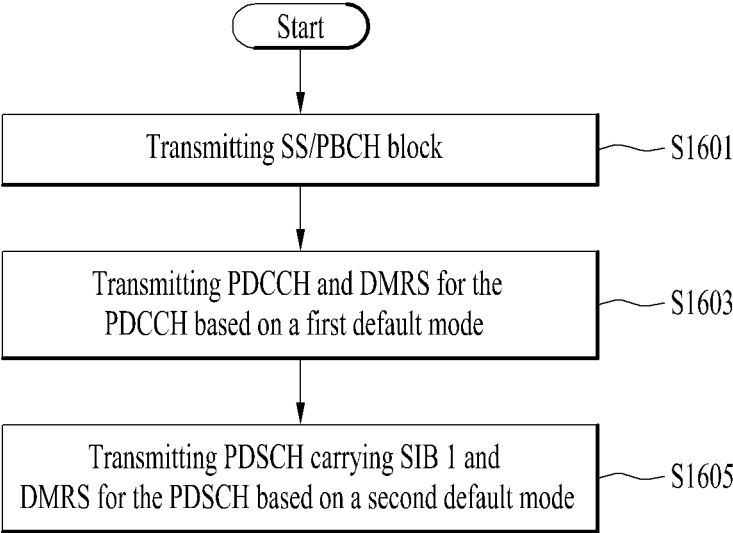 Start
Transmitting SS/PBCH block
S1601
Transmitting PDCCH and DMRS for the
PDCCH based on a first default mode
S1603
Transmitting PDSCH carrying SIB 1 and
DMRS for the PDSCH based on a second default mode
S1605